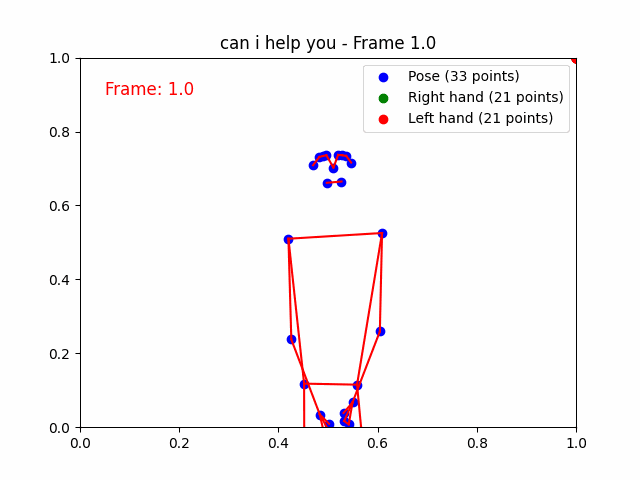 can i help you - Frame 1.0
Frame: 1.0
Pose (33 points)
Right hand (21 points)
Left hand (21 points)
1.0
0.8
0.6
0.4
0.2
0.0
0.0 0.2 0.4 0.6 0.8 1.0